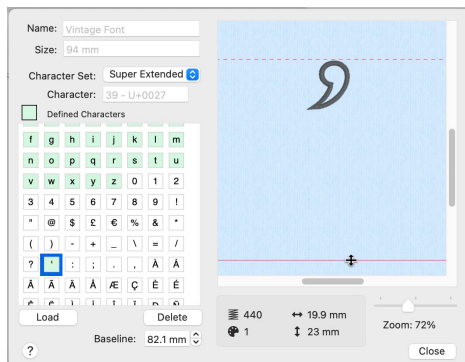 Name: Vintage Font
Size: 94 mm
Character Set: Super Extended
Character: 39 - U+0027
Defined Characters
f g h i j k l m
n o p q r s t u
v w x y z 0 1 2
3 4 5 6 7 8 9 !
" @ $ £ € % & *
( ) - + _ \ = /
? ' : ; . , À Á
Â Ã Ä Å Æ Ç È É
Load Delete
Baseline: 82.1 mm
?
440 19.9 mm
1 23 mm
Zoom: 72%
Close